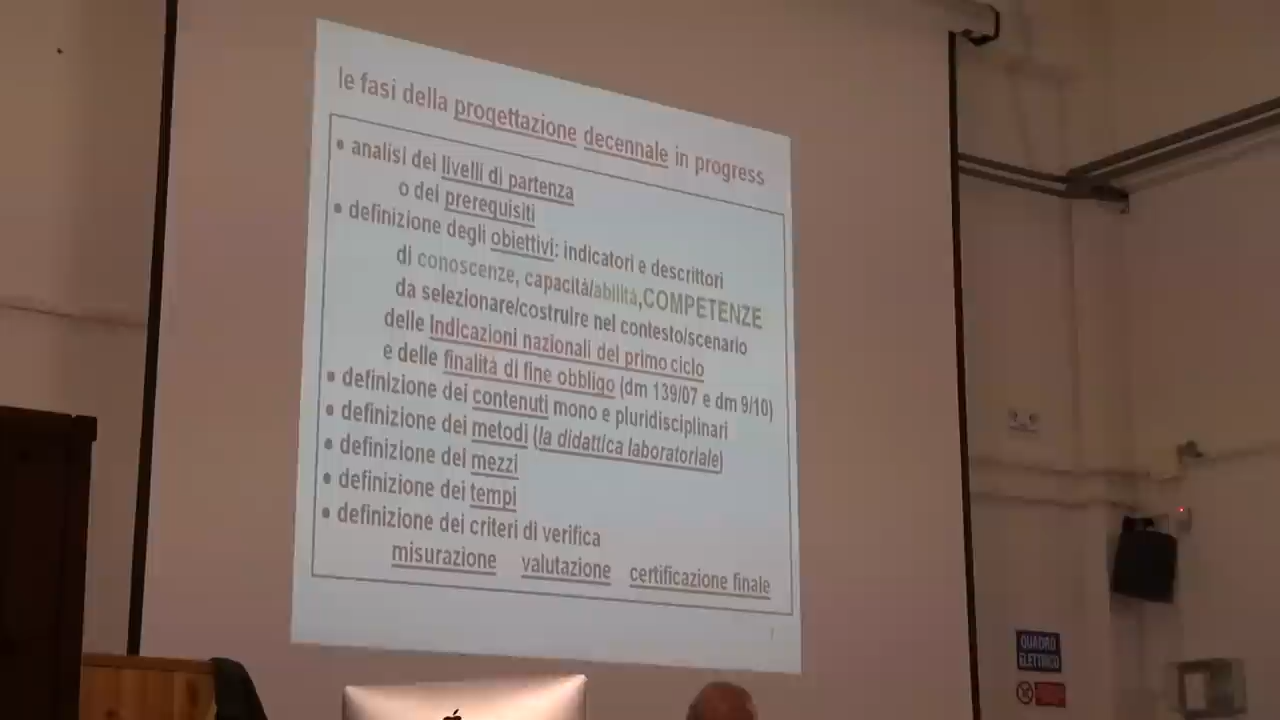 le fasi della progettazione decennale in progress
• analisi dei livelli di partenza
o dei prerequisiti
• definizione degli obiettivi: indicatori e descrittori
di conoscenze, capacità/abilità,COMPETENZE
da selezionare/costruire nel contesto/scenario
delle Indicazioni nazionali del primo ciclo
e delle finalità di fine obbligo (dm 139/07 e dm 9/10)
• definizione dei contenuti mono e pluridisciplinari
• definizione dei metodi (la didattica laboratoriale)
• definizione dei mezzi
• definizione dei tempi
• definizione dei criteri di verifica
misurazione valutazione certificazione finale
QUADRO
ELETTRICO